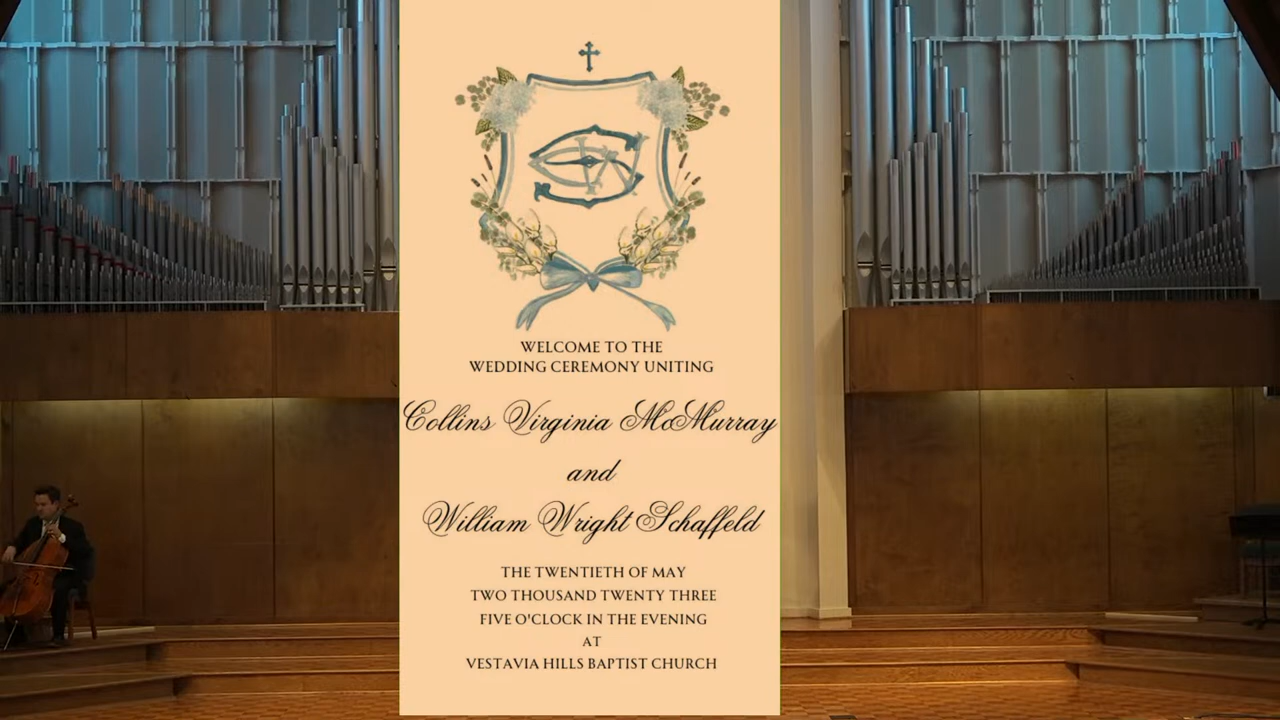 WELCOME TO THE
WEDDING CEREMONY UNITING
Collins Virginia McMurray
and
William Wright Schaffeld
THE TWENTIETH OF MAY
TWO THOUSAND TWENTY THREE
FIVE O'CLOCK IN THE EVENING
AT
VESTAVIA HILLS BAPTIST CHURCH